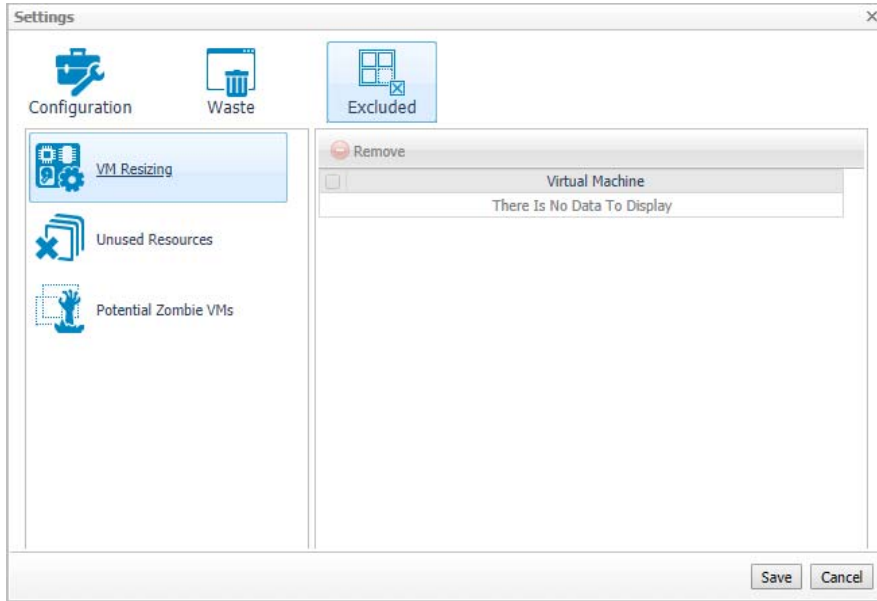 Settings
Configuration
Waste
Excluded
VM Resizing
Unused Resources
Potential Zombie VMs
Remove
Virtual Machine
There Is No Data To Display
Save
Cancel